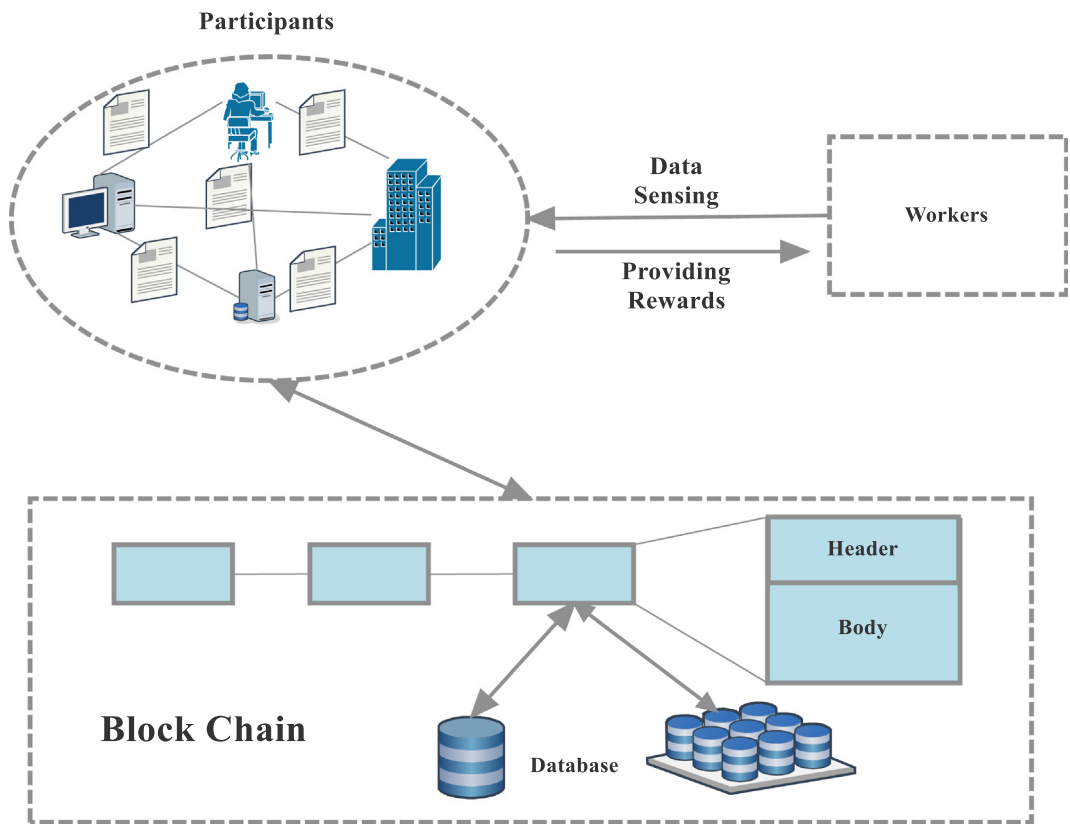 Participants
Data
Sensing
Workers
Providing
Rewards
Header
Body
Block Chain
Database